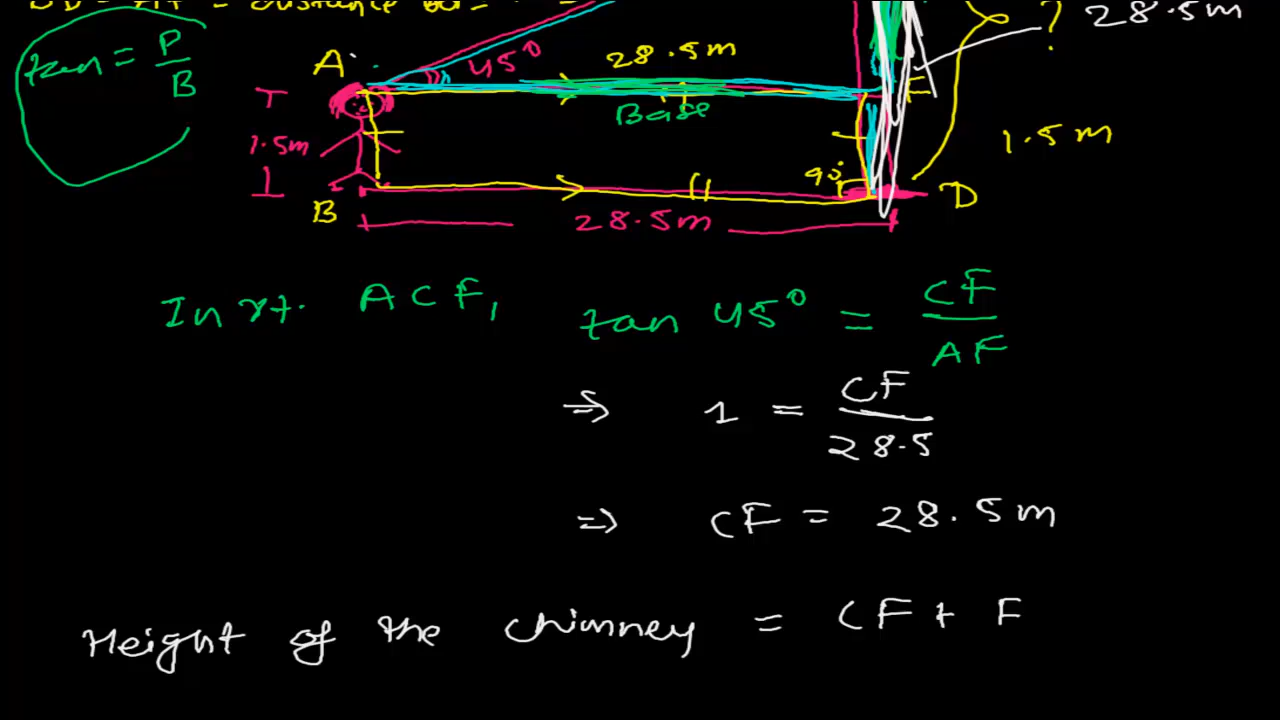 28.5m
?
tan = P/B
A
45°
28.5m
F
T
Base
1.5m
1.5m
90°
B
D
28.5m
In rt. ACF, tan 45° = CF/AF
⇒ 1 = CF/28.5
⇒ CF = 28.5m
Height of the chimney = CF + F